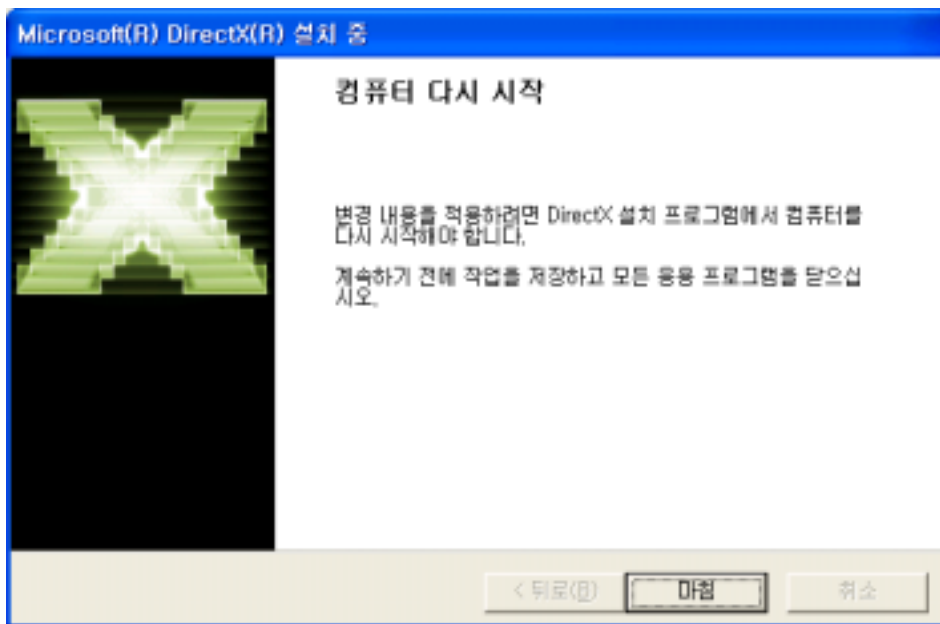 Microsoft(R) DirectX(R) 설치 중
컴퓨터 다시 시작
변경 내용을 적용하려면 DirectX 설치 프로그램에서 컴퓨터를
다시 시작해야 합니다.
계속하기 전에 작업을 저장하고 모든 응용 프로그램을 닫으십
시오.
< 뒤로(B)
마침
취소